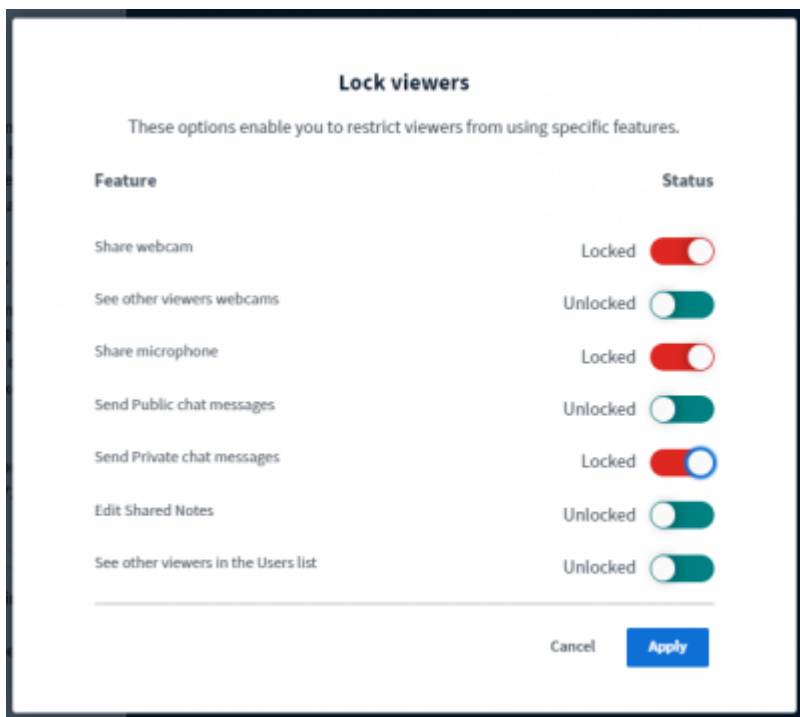 Lock viewers
These options enable you to restrict viewers from using specific features.
Feature Status
Share webcam Locked
See other viewers webcams Unlocked
Share microphone Locked
Send Public chat messages Unlocked
Send Private chat messages Locked
Edit Shared Notes Unlocked
See other viewers in the Users list Unlocked
Cancel Apply